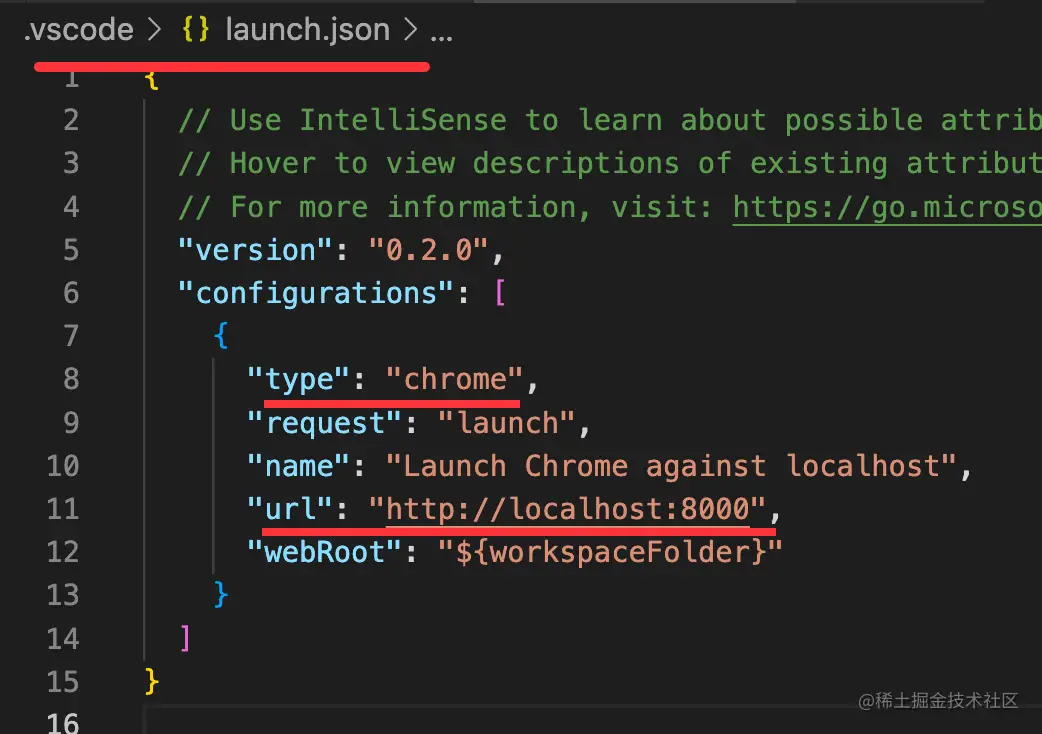 .vscode > {} launch.json > ...
1 {
2 // Use IntelliSense to learn about possible attrib
3 // Hover to view descriptions of existing attribut
4 // For more information, visit: https://go.microso
5 "version": "0.2.0",
6 "configurations": [
7 {
8 "type": "chrome",
9 "request": "launch",
10 "name": "Launch Chrome against localhost",
11 "url": "http://localhost:8000",
12 "webRoot": "${workspaceFolder}"
13 }
14 ]
15 }
16
@稀土掘金技术社区